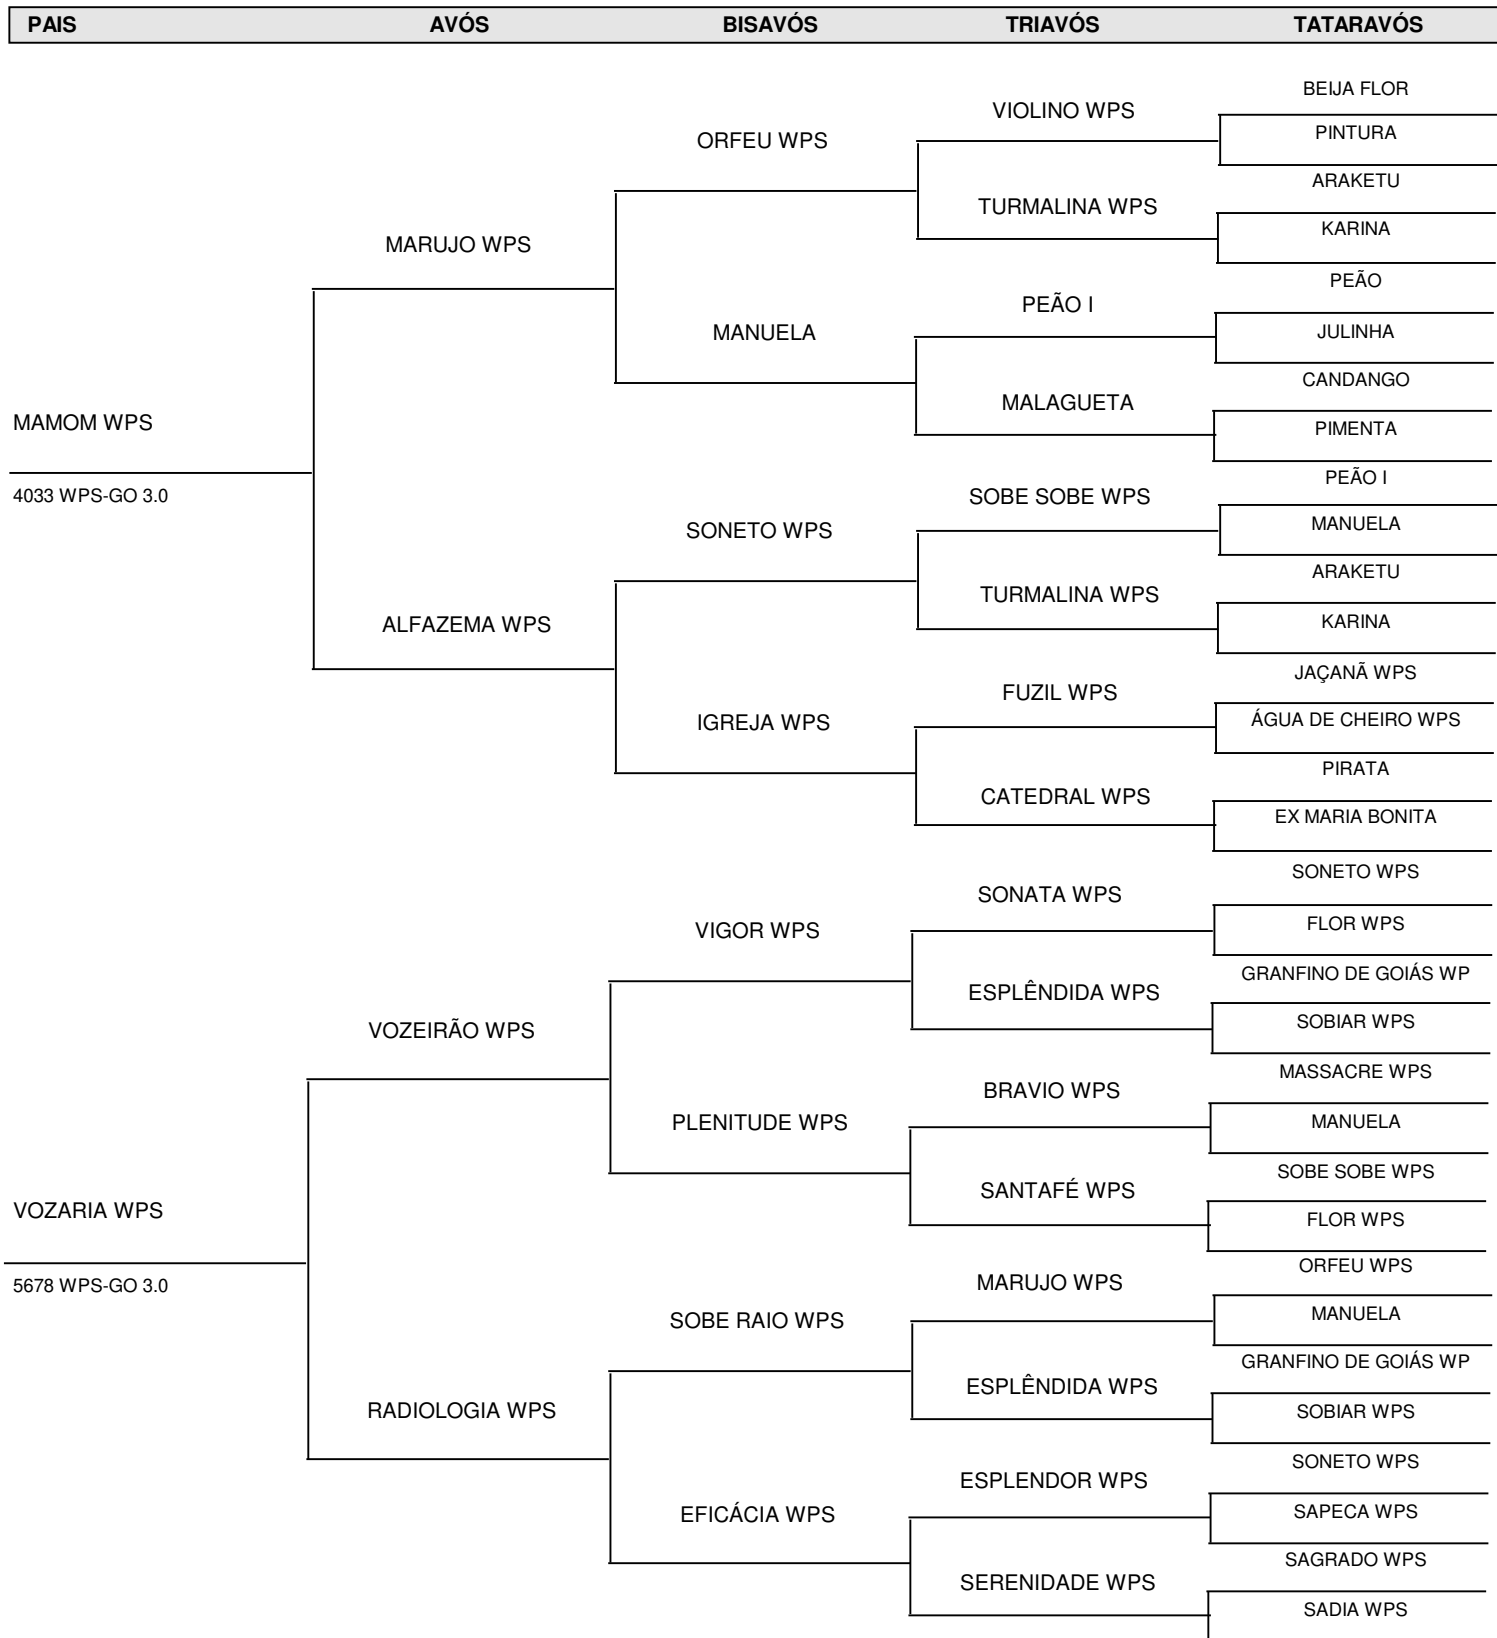 PAIS AVÓS BISAVÓS TRIAVÓS TATARAVÓS
BEIJA FLOR
VIOLINO WPS
PINTURA
ORFEU WPS
ARAKETU
TURMALINA WPS
KARINA
MARUJO WPS
PEÃO
PEÃO I
JULINHA
MANUELA
CANDANGO
MALAGUETA
PIMENTA
MAMOM WPS
4033 WPS-GO 3.0
PEÃO I
SOBE SOBE WPS
MANUELA
SONETO WPS
ARAKETU
TURMALINA WPS
KARINA
ALFAZEMA WPS
JAÇANÃ WPS
FUZIL WPS
ÁGUA DE CHEIRO WPS
IGREJA WPS
PIRATA
CATEDRAL WPS
EX MARIA BONITA
SONETO WPS
SONATA WPS
FLOR WPS
VIGOR WPS
GRANFINO DE GOIÁS WP
ESPLÊNDIDA WPS
SOBIAR WPS
VOZEIRÃO WPS
MASSACRE WPS
BRAVIO WPS
MANUELA
PLENITUDE WPS
SOBE SOBE WPS
SANTAFÉ WPS
FLOR WPS
VOZARIA WPS
5678 WPS-GO 3.0
ORFEU WPS
MARUJO WPS
MANUELA
SOBE RAIO WPS
GRANFINO DE GOIÁS WP
ESPLÊNDIDA WPS
SOBIAR WPS
RADIOLOGIA WPS
SONETO WPS
ESPLENDOR WPS
SAPECA WPS
EFICÁCIA WPS
SAGRADO WPS
SERENIDADE WPS
SADIA WPS